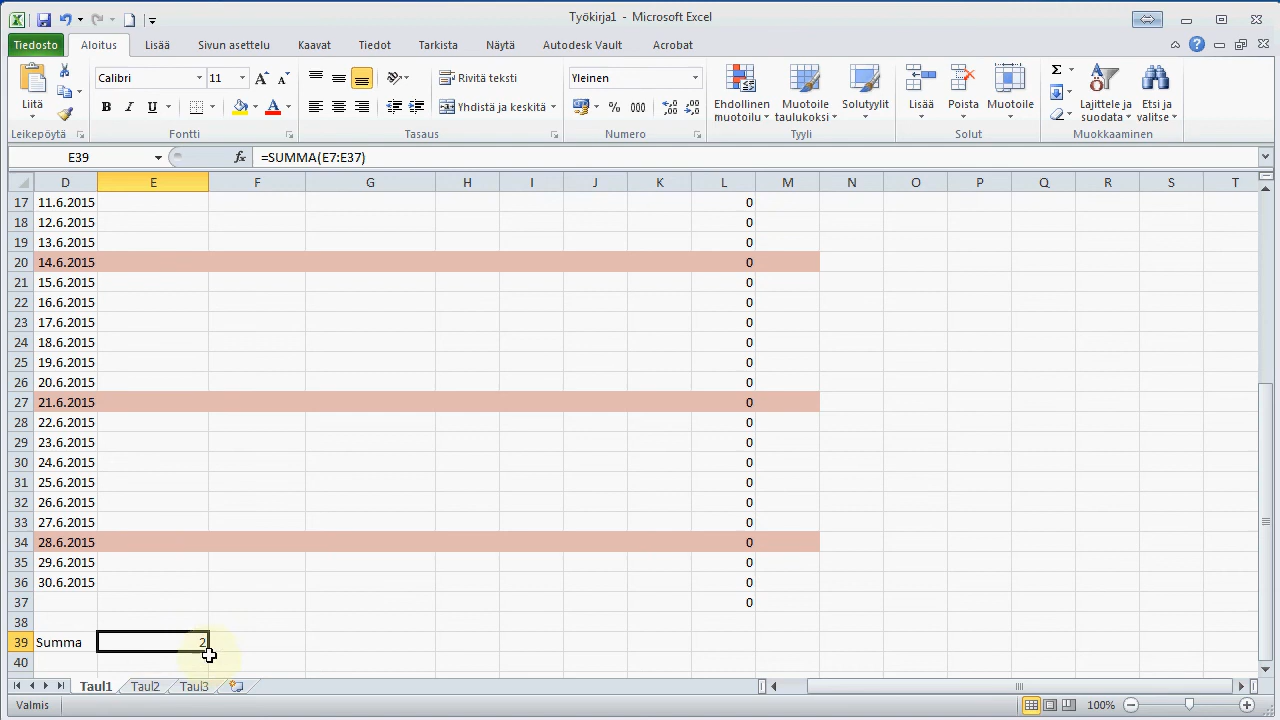 Työkirja1 - Microsoft Excel
Tiedosto Aloitus Lisää Sivun asettelu Kaavat Tiedot Tarkista Näytä Autodesk Vault Acrobat
Liitä
Leikepöytä
Calibri 11
B I U A
Fontti
Rivitä teksti
Yhdistä ja keskitä
Tasaus
Yleinen
% 000
Numero
Ehdollinen muotoilu
Muotoile taulukoksi
Solutyylit
Tyyli
Lisää Poista Muotoile
Solut
Lajittele ja suodata
Etsi ja valitse
Muokkaaminen
E39 fx =SUMMA(E7:E37)
D E F G H I J K L M N O P Q R S T
17 11.6.2015 0
18 12.6.2015 0
19 13.6.2015 0
20 14.6.2015 0
21 15.6.2015 0
22 16.6.2015 0
23 17.6.2015 0
24 18.6.2015 0
25 19.6.2015 0
26 20.6.2015 0
27 21.6.2015 0
28 22.6.2015 0
29 23.6.2015 0
30 24.6.2015 0
31 25.6.2015 0
32 26.6.2015 0
33 27.6.2015 0
34 28.6.2015 0
35 29.6.2015 0
36 30.6.2015 0
37 0
38
39 Summa 2
40
Taul1 Taul2 Taul3
Valmis 100%